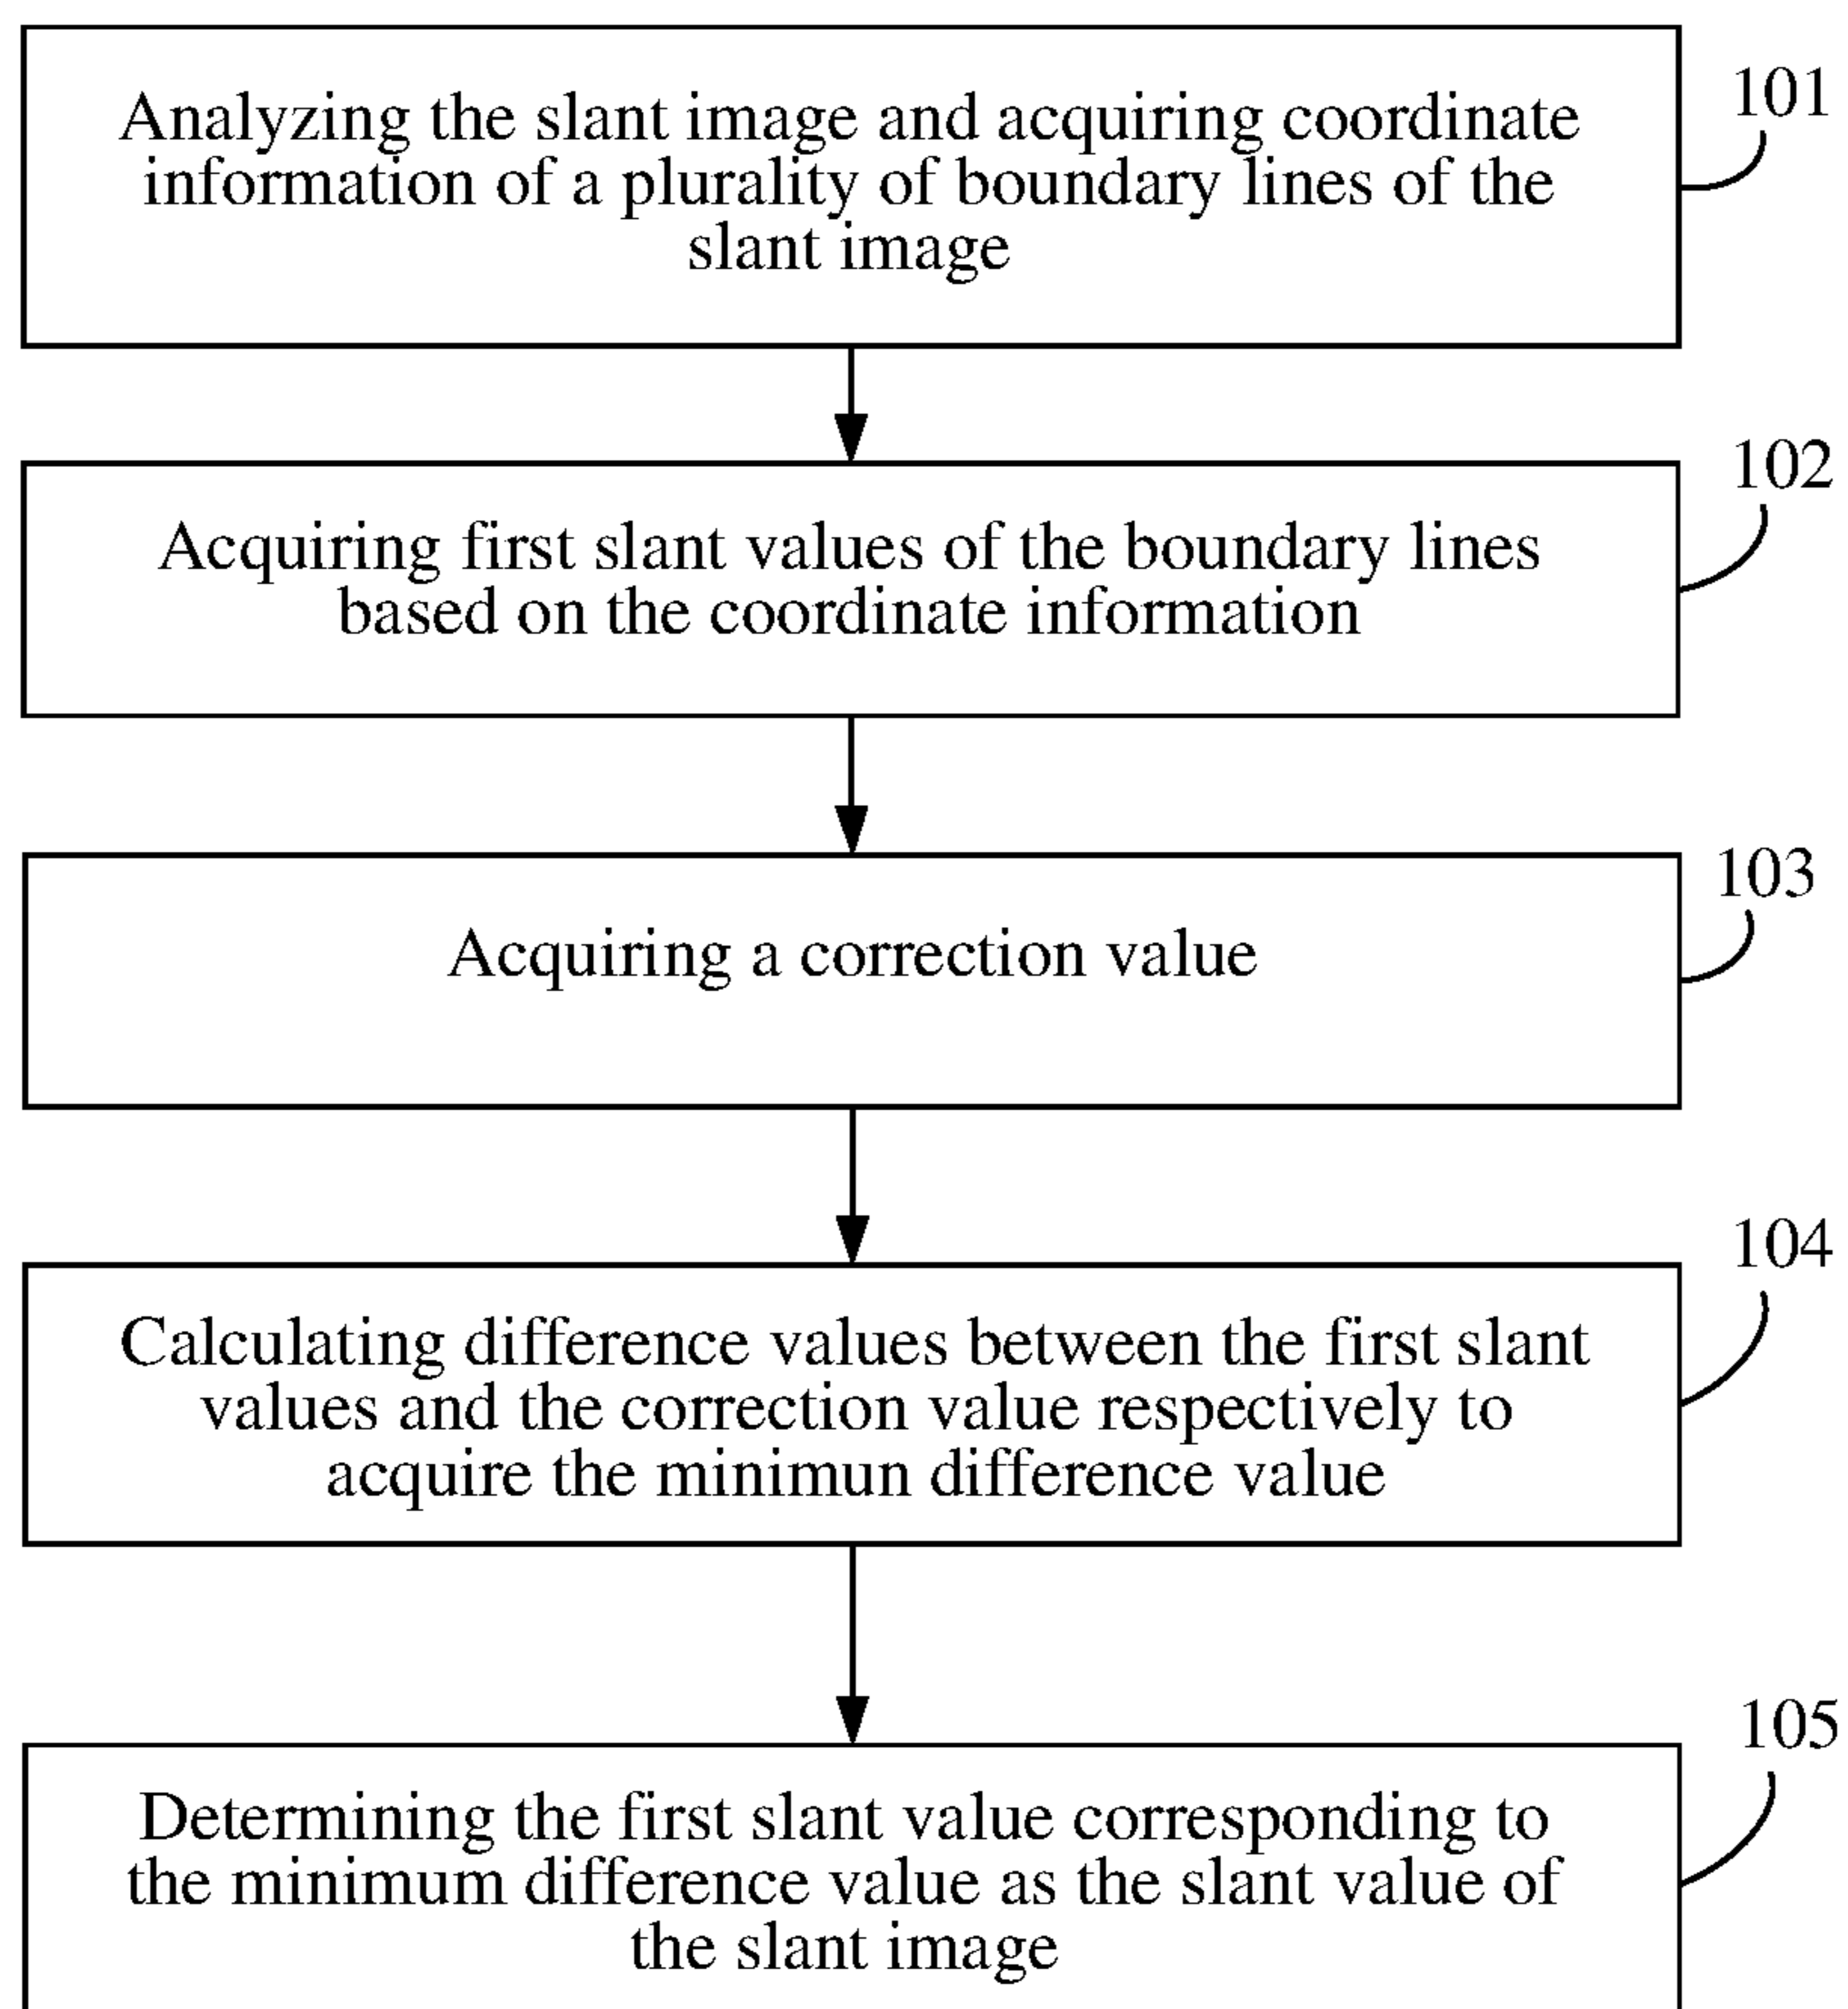 101
Analyzing the slant image and acquiring coordinate
information of a plurality of boundary lines of the
slant image
102
Acquiring first slant values of the boundary lines
based on the coordinate information
103
Acquiring a correction value
104
Calculating difference values between the first slant
values and the correction value respectively to
acquire the minimun difference value
105
Determining the first slant value corresponding to
the minimum difference value as the slant value of
the slant image